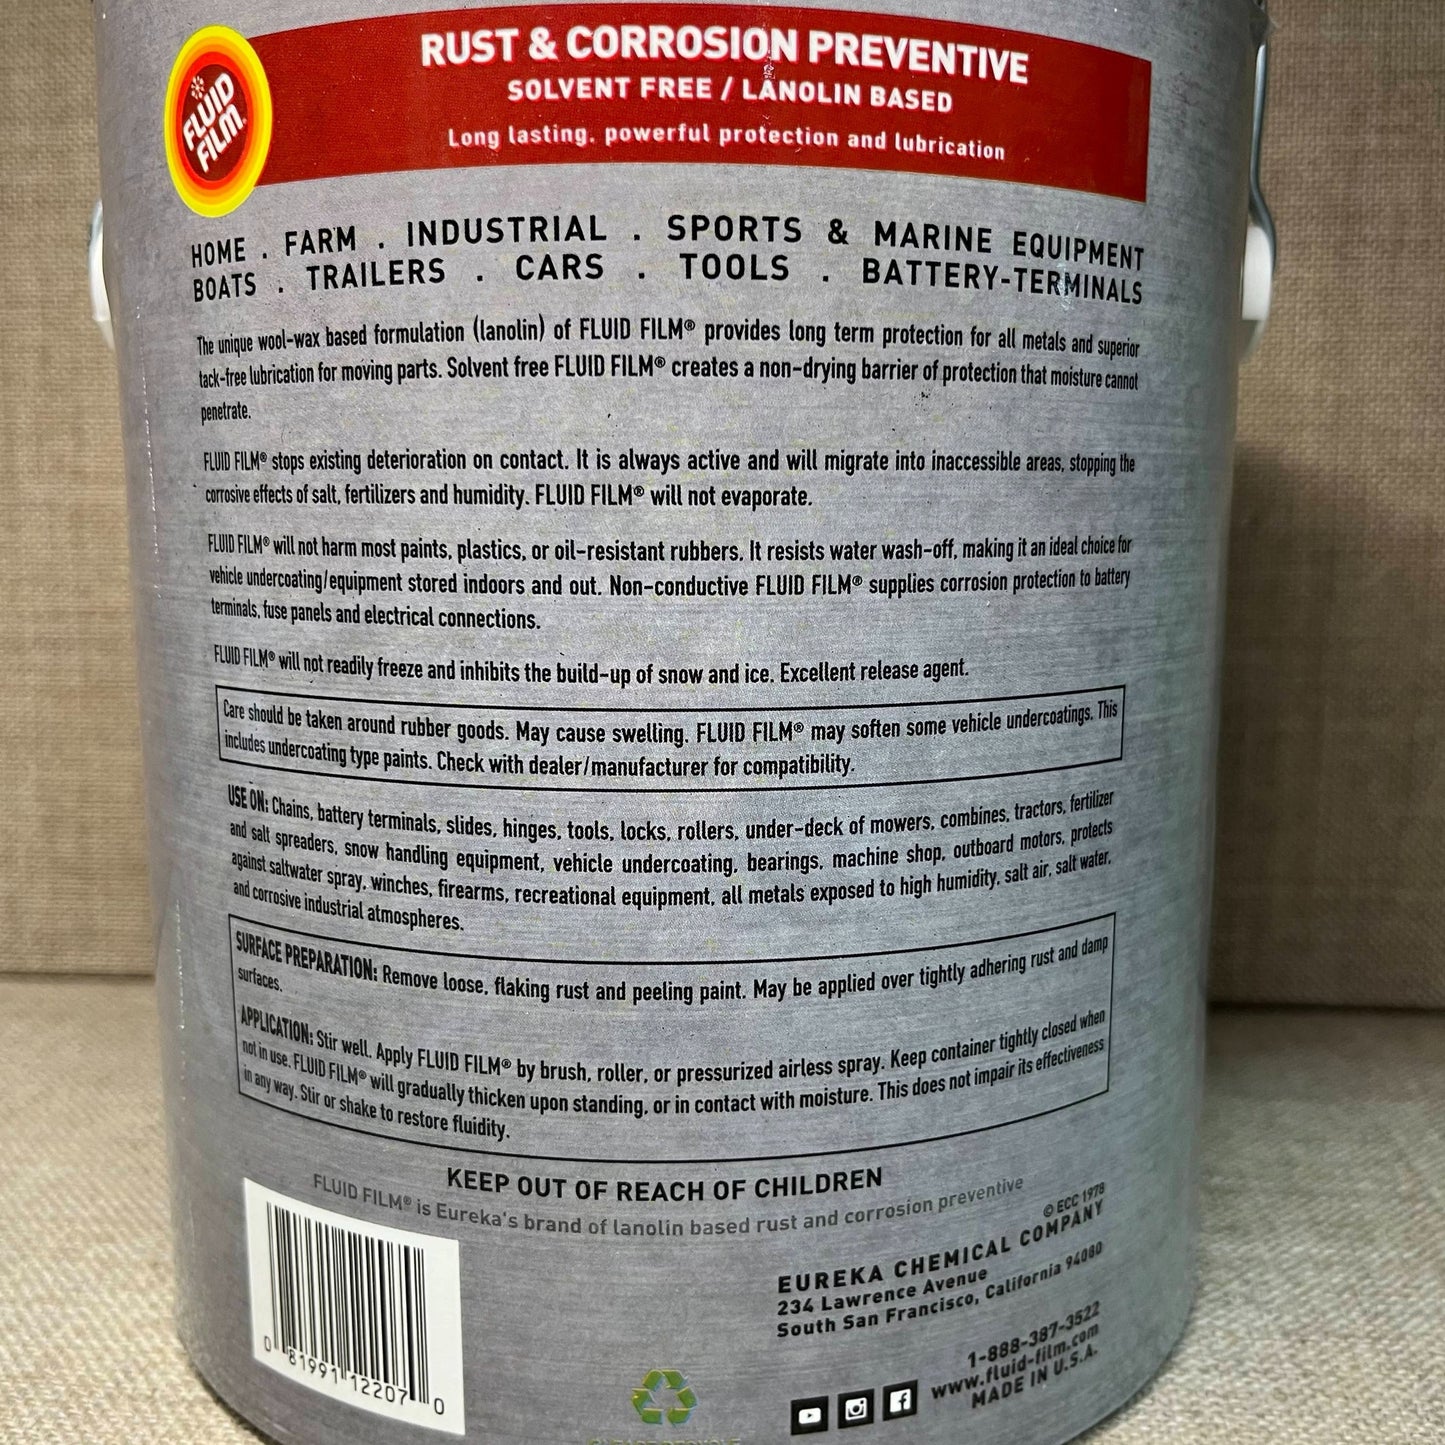 RUST & CORROSION PREVENTIVE
SOLVENT FREE / LANOLIN BASED
Long lasting, powerful protection and lubrication
FLUID
FILM®
HOME . FARM . INDUSTRIAL . SPORTS & MARINE EQUIPMENT
BOATS . TRAILERS . CARS . TOOLS . BATTERY-TERMINALS
The unique wool-wax based formulation (lanolin) of FLUID FILM® provides long term protection for all metals and superior
tack-free lubrication for moving parts. Solvent free FLUID FILM® creates a non-drying barrier of protection that moisture cannot
penetrate.
FLUID FILM® stops existing deterioration on contact. It is always active and will migrate into inaccessible areas, stopping the
corrosive effects of salt, fertilizers and humidity. FLUID FILM® will not evaporate.
FLUID FILM® will not harm most paints, plastics, or oil-resistant rubbers. It resists water wash-off, making it an ideal choice for
vehicle undercoating/equipment stored indoors and out. Non-conductive FLUID FILM® supplies corrosion protection to battery
terminals, fuse panels and electrical connections.
FLUID FILM® will not readily freeze and inhibits the build-up of snow and ice. Excellent release agent.
Care should be taken around rubber goods. May cause swelling. FLUID FILM® may soften some vehicle undercoatings. This
includes undercoating type paints. Check with dealer/manufacturer for compatibility.
USE ON: Chains, battery terminals, slides, hinges, tools, locks, rollers, under-deck of mowers, combines, tractors, fertilizer
and salt spreaders, snow handling equipment, vehicle undercoating, bearings, machine shop, outboard motors, protects
against saltwater spray, winches, firearms, recreational equipment, all metals exposed to high humidity, salt air, salt water,
and corrosive industrial atmospheres.
SURFACE PREPARATION: Remove loose, flaking rust and peeling paint. May be applied over tightly adhering rust and damp
surfaces.
APPLICATION: Stir well. Apply FLUID FILM® by brush, roller, or pressurized airless spray. Keep container tightly closed when
not in use. FLUID FILM® will gradually thicken upon standing, or in contact with moisture. This does not impair its effectiveness
in any way. Stir or shake to restore fluidity.
KEEP OUT OF REACH OF CHILDREN
FLUID FILM® is Eureka's brand of lanolin based rust and corrosion preventive
© ECC 1978
EUREKA CHEMICAL COMPANY
234 Lawrence Avenue
South San Francisco, California 94080
1-888-387-3522
www.fluid-film.com
MADE IN U.S.A.
0 81991 12207 0